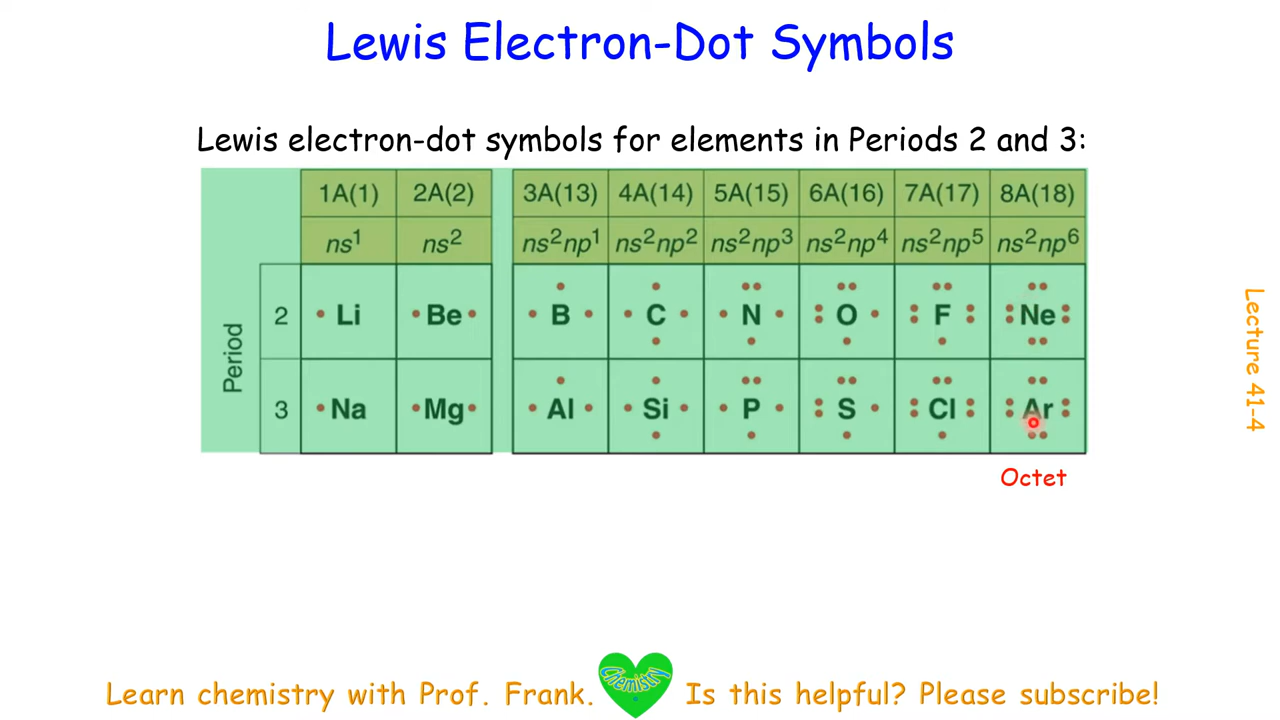 Lewis Electron-Dot Symbols
Lewis electron-dot symbols for elements in Periods 2 and 3:
1A(1) 2A(2) 3A(13) 4A(14) 5A(15) 6A(16) 7A(17) 8A(18)
ns¹ ns² ns²np¹ ns²np² ns²np³ ns²np⁴ ns²np⁵ ns²np⁶
Period
2 Li Be B C N O F Ne
3 Na Mg Al Si P S Cl Ar
Octet
Lecture 41-4
Learn chemistry with Prof. Frank. Chemistry Is this helpful? Please subscribe!